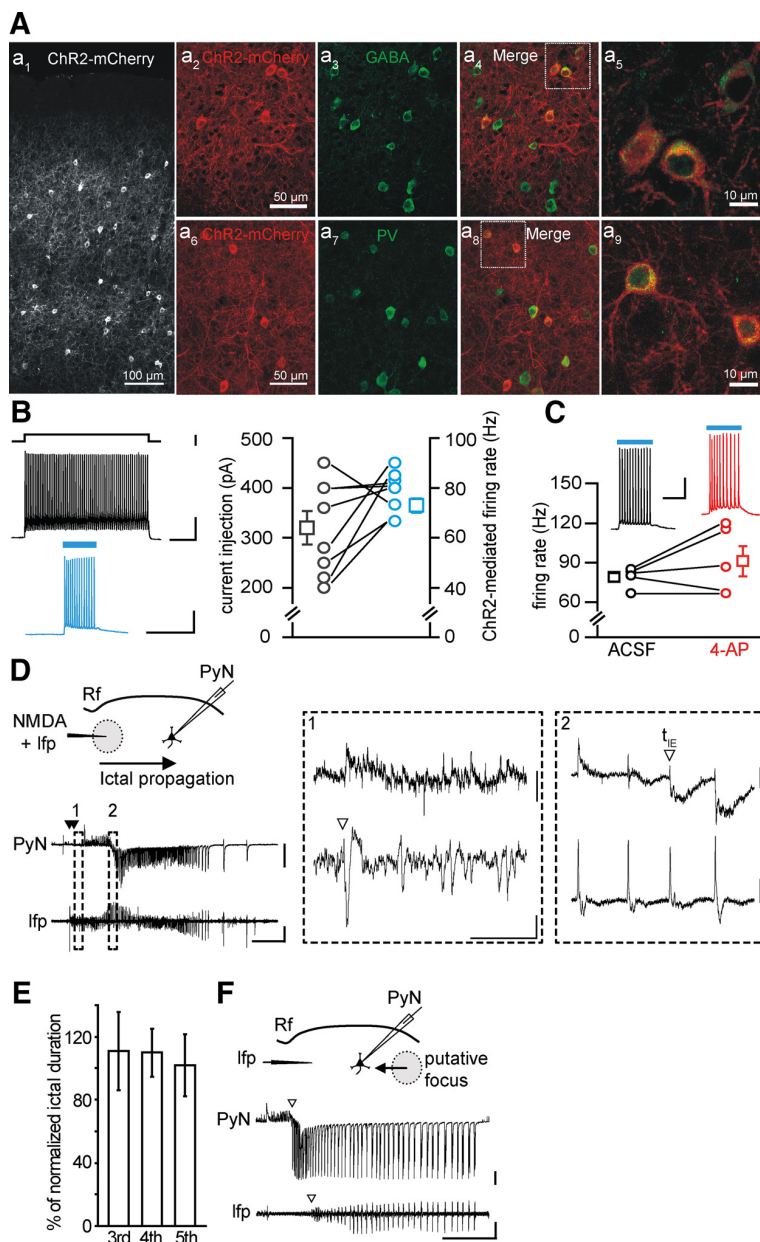 A
a1 ChR2-mCherry
100 µm
a2 ChR2-mCherry
50 µm
a3 GABA
a4 Merge
50 µm
a5
10 µm
a6 ChR2-mCherry
50 µm
a7 PV
a8 Merge
50 µm
a9
10 µm
B
current injection (pA)
500
400
300
200
0
ChR2-mediated firing rate (Hz)
100
80
60
40
0
C
firing rate (Hz)
150
120
90
60
0
ACSF
4-AP
D
Rf
PyN
NMDA
+ lfp
Ictal propagation
1
2
PyN
lfp
1
2
tIE
E
% of normalized ictal duration
120
80
40
0
3rd 4th 5th
F
PyN
Rf
lfp
putative
focus
PyN
lfp